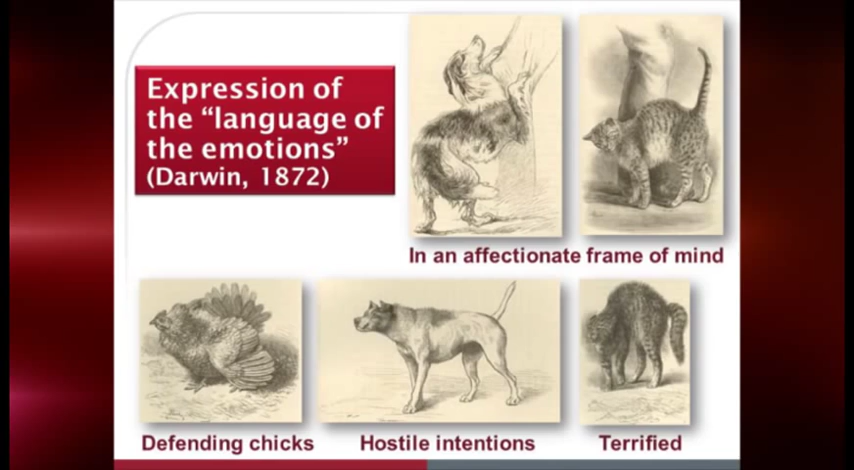 Expression of
the “language of
the emotions”
(Darwin, 1872)
In an affectionate frame of mind
Defending chicks
Hostile intentions
Terrified